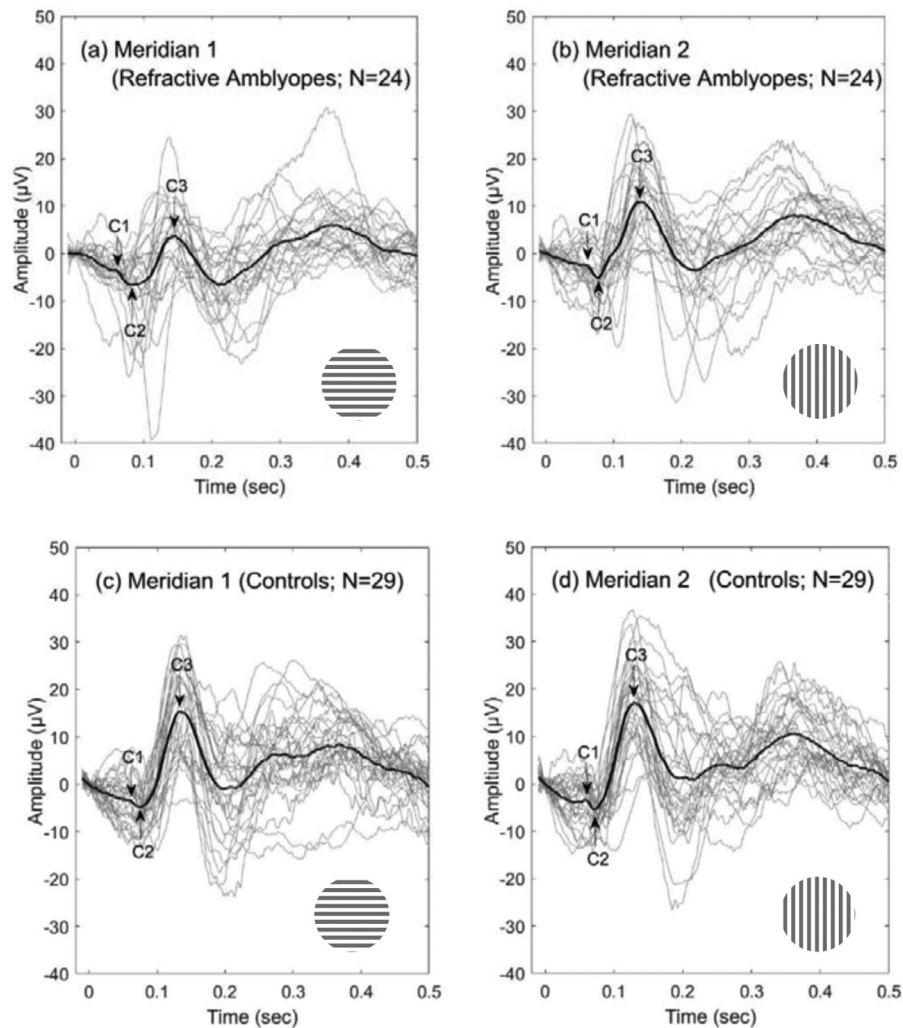 (a) Meridian 1
(Refractive Amblyopes; N=24)
50
40
30
20
10
0
-10
-20
-30
-40
Amplitude (µV)
C1
C2
C3
0
0.1
0.2
0.3
0.4
0.5
Time (sec)
(b) Meridian 2
(Refractive Amblyopes; N=24)
50
40
30
20
10
0
-10
-20
-30
-40
Amplitude (µV)
C1
C2
C3
0
0.1
0.2
0.3
0.4
0.5
Time (sec)
(c) Meridian 1 (Controls; N=29)
50
40
30
20
10
0
-10
-20
-30
-40
Amplitiude (µV)
C1
C2
C3
0
0.1
0.2
0.3
0.4
0.5
Time (sec)
(d) Meridian 2 (Controls; N=29)
50
40
30
20
10
0
-10
-20
-30
-40
Amplitude (µV)
C1
C2
C3
0
0.1
0.2
0.3
0.4
0.5
Time (sec)